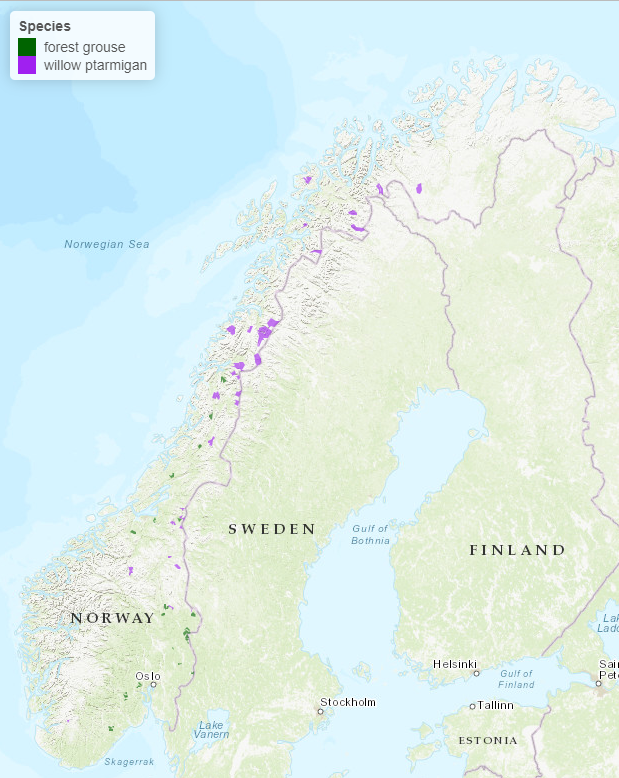 Species
forest grouse
willow ptarmigan
Norwegian Sea
SWEDEN
Gulf of
Bothnia
FINLAND
NORWAY
Oslo
Helsinki
Gulf of
Finland
Stockholm
Tallinn
Lake
Vanern
ESTONIA
Skagerrak
Lak
Lado
Sain
Pete